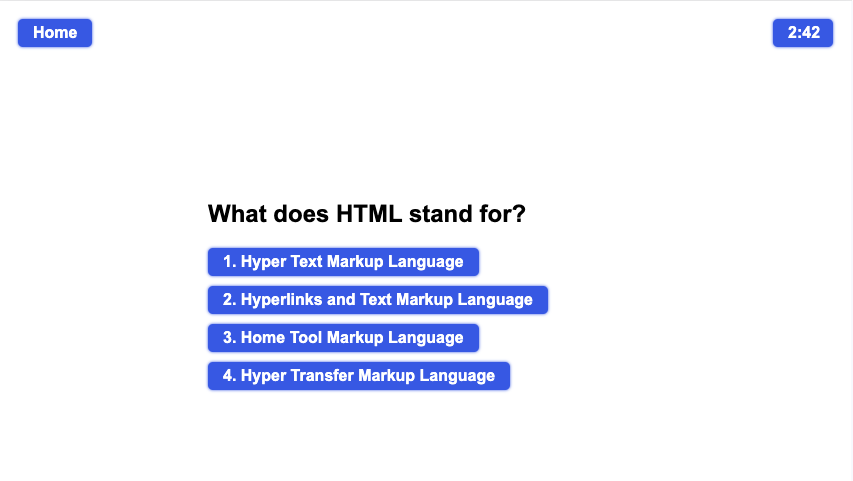 Home
2:42
What does HTML stand for?
1. Hyper Text Markup Language
2. Hyperlinks and Text Markup Language
3. Home Tool Markup Language
4. Hyper Transfer Markup Language